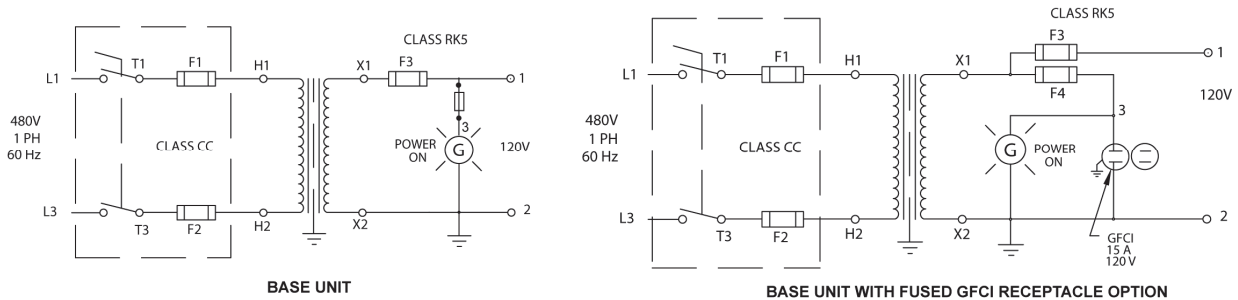 CLASS RK5
L1
T1
F1
H1
X1
F3
1
480V
1 PH
60 Hz
CLASS CC
3
POWER
ON
G
120V
L3
T3
F2
H2
X2
2
BASE UNIT
CLASS RK5
F3
1
L1
T1
F1
H1
X1
F4
120V
3
480V
1 PH
60 Hz
CLASS CC
G
POWER
ON
L3
T3
F2
H2
X2
2
GFCI
15 A
120 V
BASE UNIT WITH FUSED GFCI RECEPTACLE OPTION